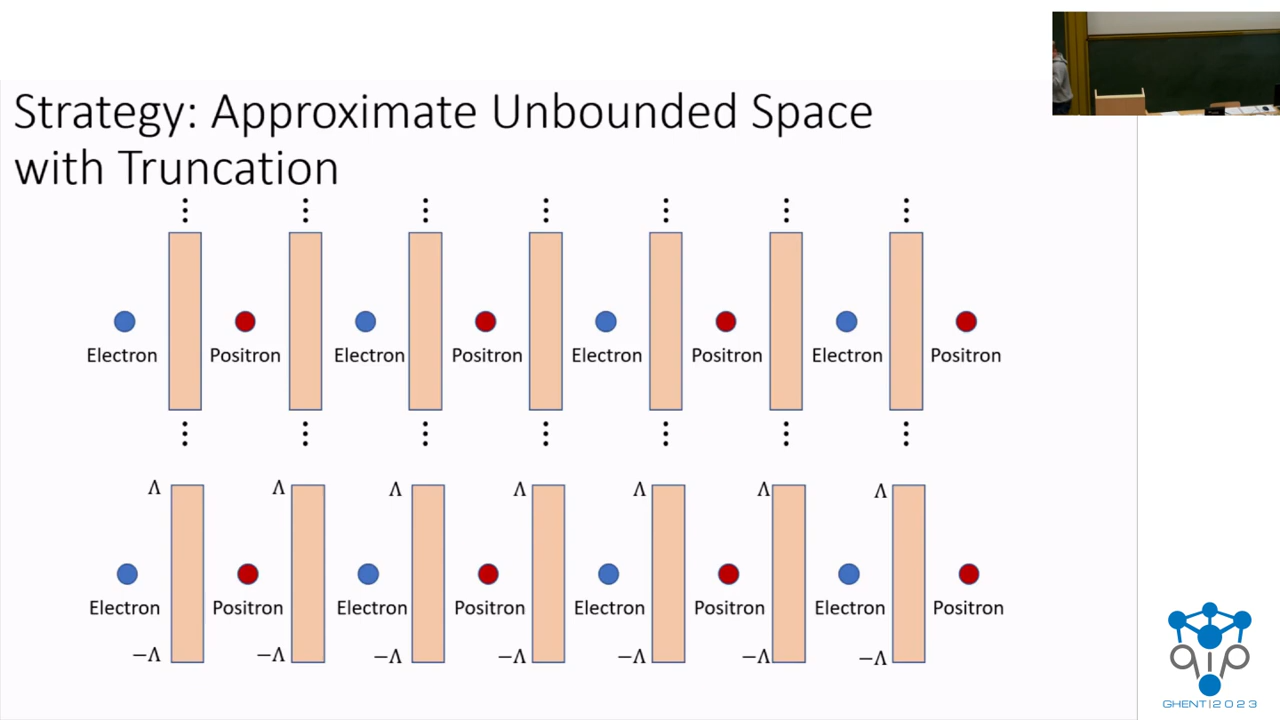 Strategy: Approximate Unbounded Space
with Truncation
⋮ ⋮ ⋮ ⋮ ⋮ ⋮ ⋮
Electron Positron Electron Positron Electron Positron Electron Positron
⋮ ⋮ ⋮ ⋮ ⋮ ⋮ ⋮
Λ Λ Λ Λ Λ Λ Λ
Electron Positron Electron Positron Electron Positron Electron Positron
−Λ −Λ −Λ −Λ −Λ −Λ −Λ
qip
GHENT|2023